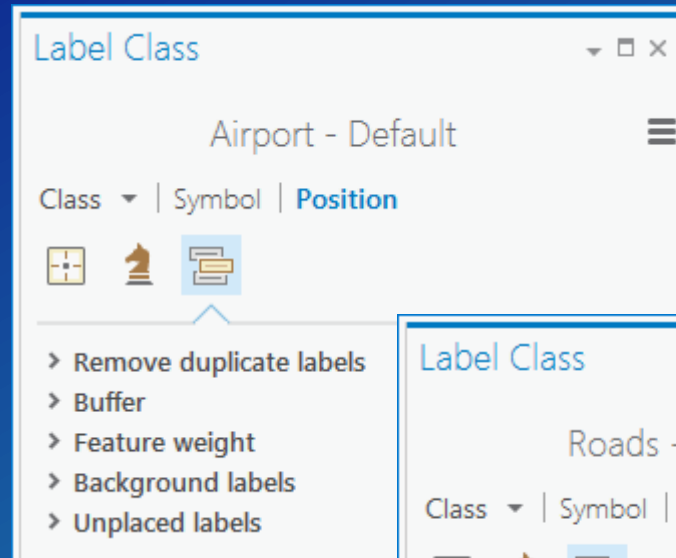 Label Class
Airport - Default
Class | Symbol | Position
Remove duplicate labels
Buffer
Feature weight
Background labels
Unplaced labels
Label Class
Roads -
Class | Symbol |